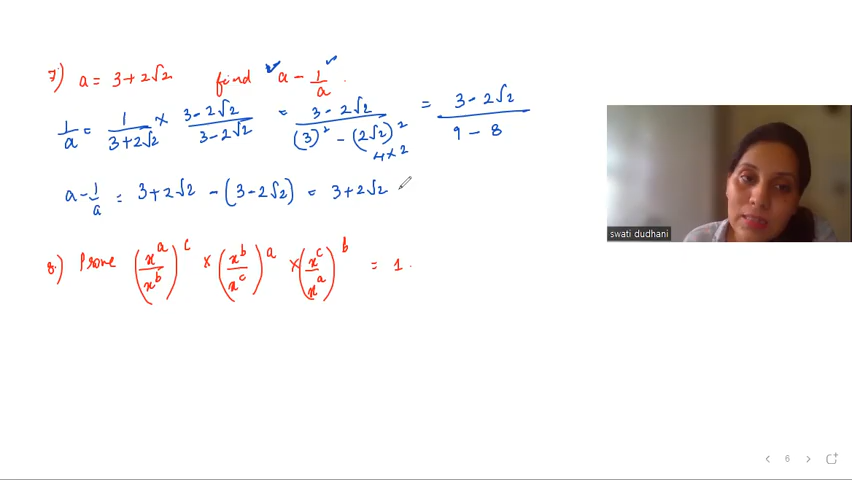 7.) a = 3+2√2 find a - 1/a.
1/a = 1/(3+2√2) × (3-2√2)/(3-2√2) = (3-2√2)/((3)² - (2√2)²) = (3-2√2)/(9-8)
4×2
a - 1/a = 3+2√2 - (3-2√2) = 3+2√2
8.) Prove (x^a/x^b)^c × (x^b/x^c)^a × (x^c/x^a)^b = 1.
swati dudhani
6